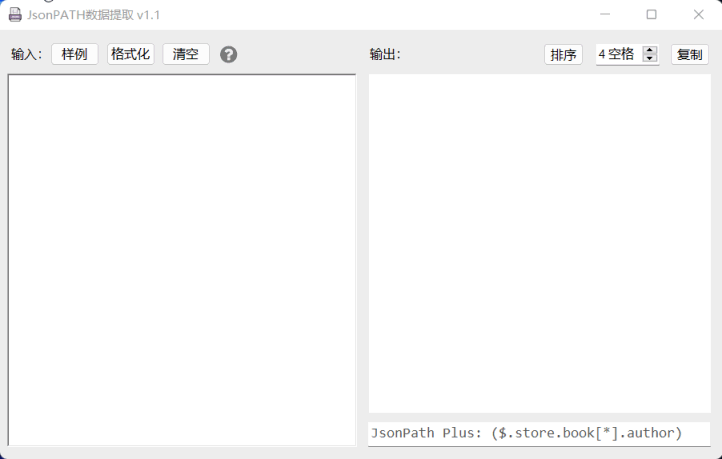 JsonPATH数据提取 v1.1
输入： 样例 格式化 清空 ?
输出： 排序 4 空格 复制
JsonPath Plus: ($.store.book[*].author)